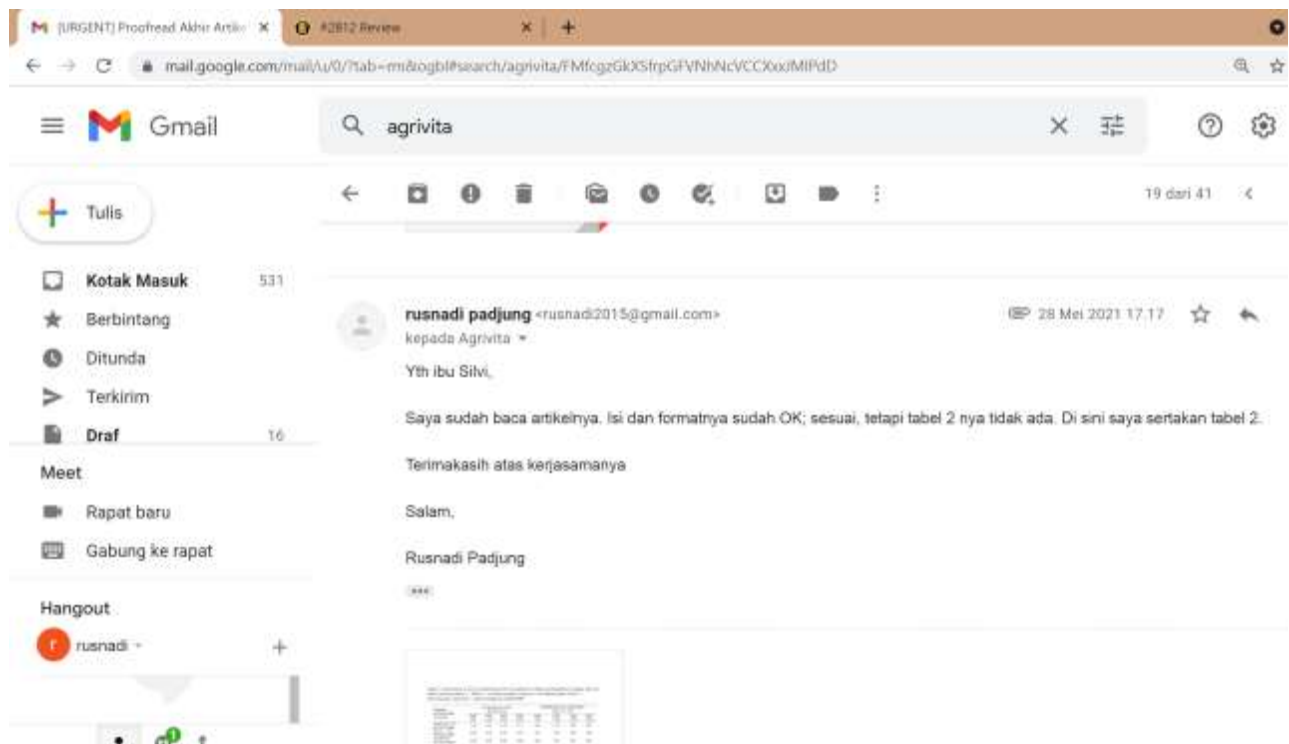 [URGENT] Proofread Akhir Artik
#2812 Review
mail.google.com/mail/u/0/?tab=rm&ogbl#search/agrivita/
Gmail
agrivita
Tulis
19 dari 41
Kotak Masuk 531
Berbintang
Ditunda
Terkirim
Draf 16
Meet
Rapat baru
Gabung ke rapat
Hangout
rusnadi
rusnadi padjung <rusnadi2015@gmail.com> 28 Mei 2021 17.17
kepada Agrivita
Yth ibu Silvi,
Saya sudah baca artikelnya. Isi dan formatnya sudah OK; sesuai, tetapi tabel 2 nya tidak ada. Di sini saya sertakan tabel 2.
Terimakasih atas kerjasamanya
Salam,
Rusnadi Padjung